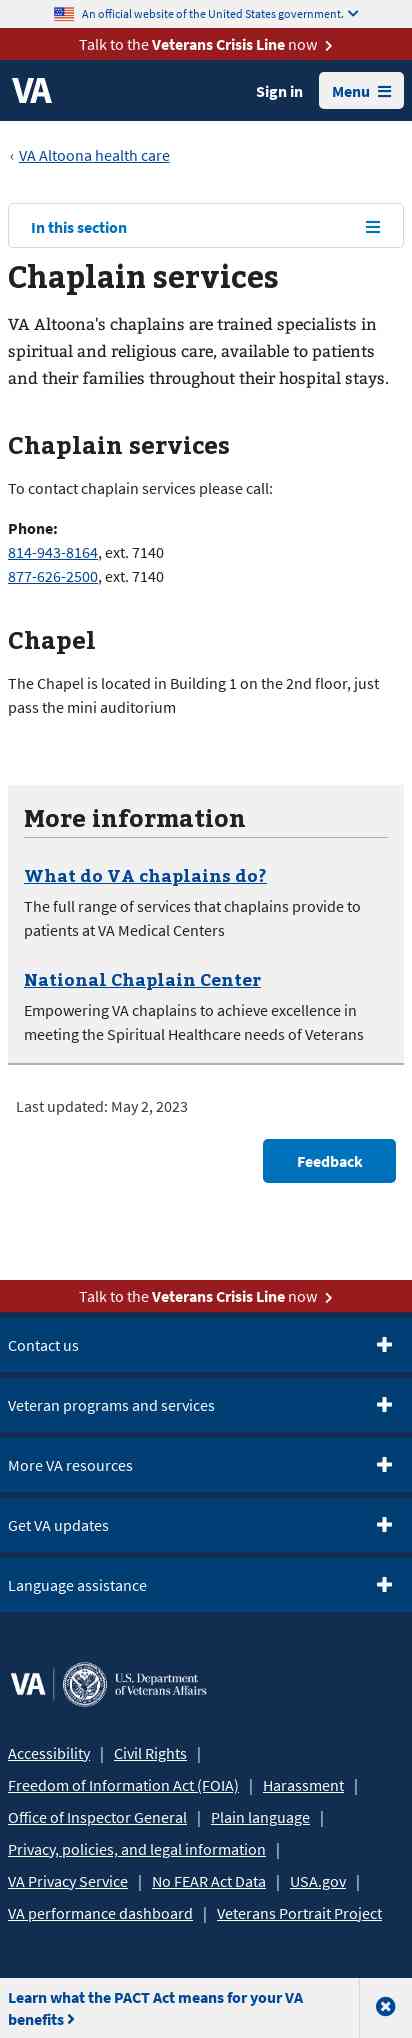 An official website of the United States government.
Talk to the Veterans Crisis Line now
VA
Sign in
Menu
‹ VA Altoona health care
In this section
Chaplain services
VA Altoona's chaplains are trained specialists in
spiritual and religious care, available to patients
and their families throughout their hospital stays.
Chaplain services
To contact chaplain services please call:
Phone:
814-943-8164, ext. 7140
877-626-2500, ext. 7140
Chapel
The Chapel is located in Building 1 on the 2nd floor, just
pass the mini auditorium
More information
What do VA chaplains do?
The full range of services that chaplains provide to
patients at VA Medical Centers
National Chaplain Center
Empowering VA chaplains to achieve excellence in
meeting the Spiritual Healthcare needs of Veterans
Last updated: May 2, 2023
Feedback
Talk to the Veterans Crisis Line now
Contact us
Veteran programs and services
More VA resources
Get VA updates
Language assistance
VA | U.S. Department
of Veterans Affairs
Accessibility | Civil Rights |
Freedom of Information Act (FOIA) | Harassment |
Office of Inspector General | Plain language |
Privacy, policies, and legal information |
VA Privacy Service | No FEAR Act Data | USA.gov |
VA performance dashboard | Veterans Portrait Project
Learn what the PACT Act means for your VA
benefits